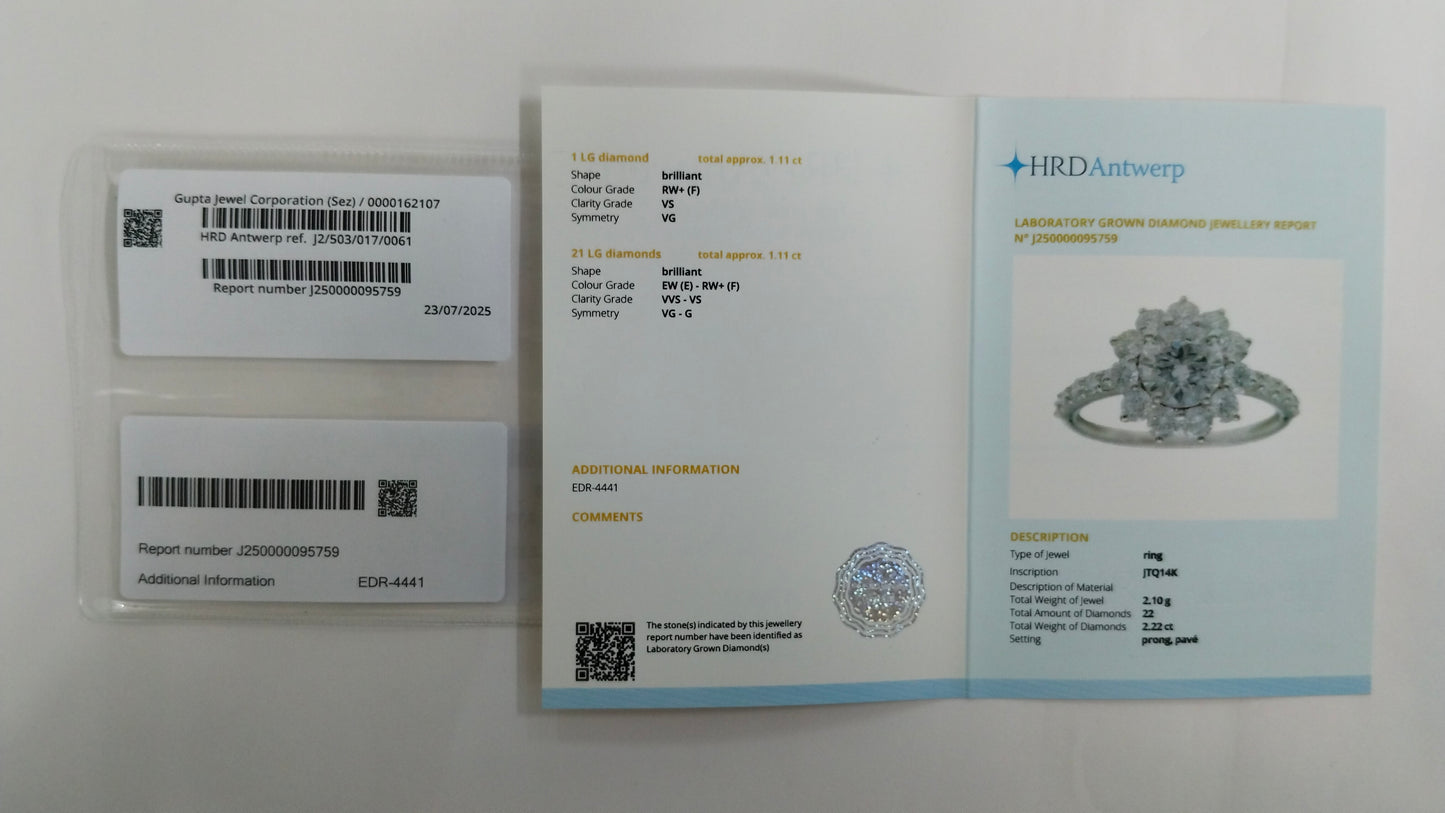 Gupta Jewel Corporation (Sez) / 0000162107
HRD Antwerp ref. J2/503/017/0061
Report number J250000095759
23/07/2025
Report number J250000095759
Additional Information EDR-4441
1 LG diamond total approx. 1.11 ct
Shape brilliant
Colour Grade RW+ (F)
Clarity Grade VS
Symmetry VG
21 LG diamonds total approx. 1.11 ct
Shape brilliant
Colour Grade EW (E) - RW+ (F)
Clarity Grade VVS - VS
Symmetry VG - G
ADDITIONAL INFORMATION
EDR-4441
COMMENTS
The stone(s) indicated by this jewellery
report number have been identified as
Laboratory Grown Diamond(s)
HRD Antwerp
LABORATORY GROWN DIAMOND JEWELLERY REPORT
N° J250000095759
DESCRIPTION
Type of Jewel ring
Inscription JTQ14K
Description of Material
Total Weight of Jewel 2.10 g
Total Amount of Diamonds 22
Total Weight of Diamonds 2.22 ct
Setting prong, pavé